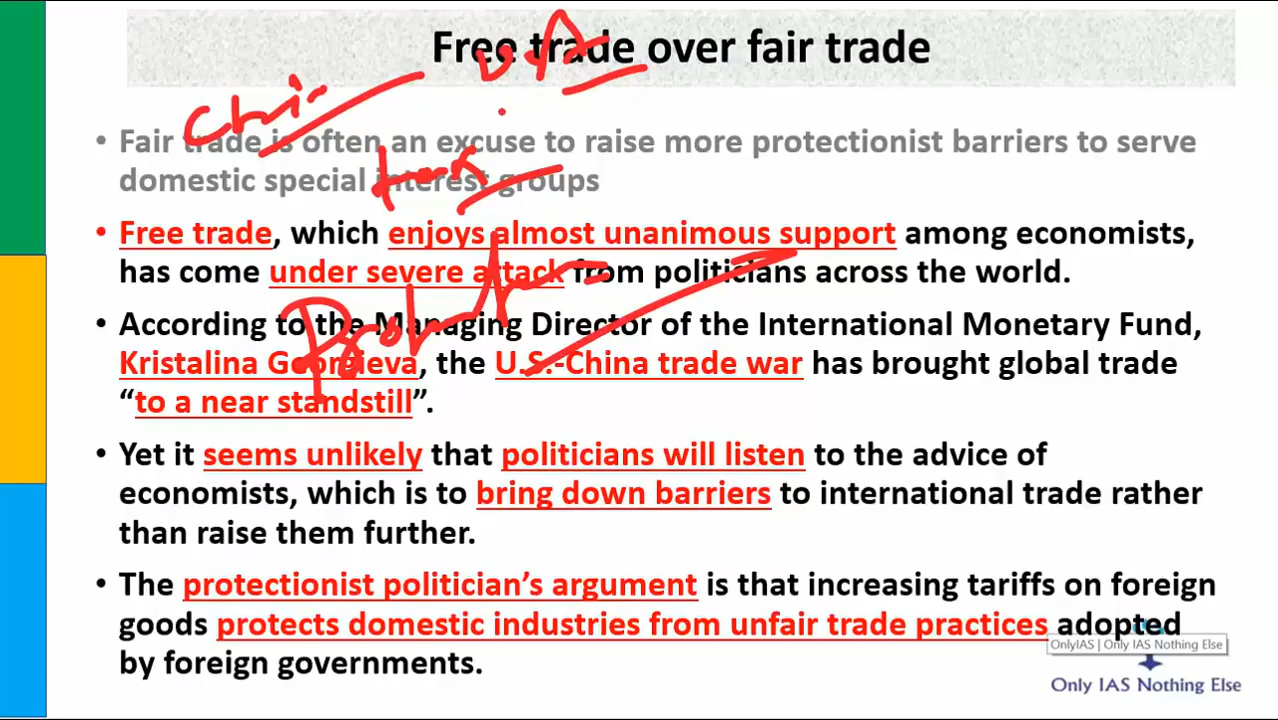 Free trade over fair trade
USA
China
• Fair trade is often an excuse to raise more protectionist barriers to serve
domestic special interest groups
• Free trade, which enjoys almost unanimous support among economists,
has come under severe attack from politicians across the world.
• According to the Managing Director of the International Monetary Fund,
Kristalina Georgieva, the U.S.-China trade war has brought global trade
“to a near standstill”.
• Yet it seems unlikely that politicians will listen to the advice of
economists, which is to bring down barriers to international trade rather
than raise them further.
• The protectionist politician’s argument is that increasing tariffs on foreign
goods protects domestic industries from unfair trade practices adopted
OnlyIAS | Only IAS Nothing Else
by foreign governments.
Only IAS Nothing Else